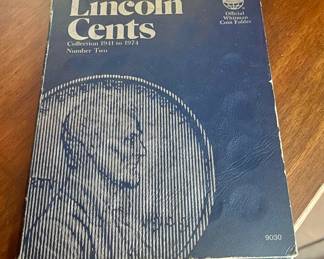 Lincoln
Cents
Collection 1941 to 1974
Number Two
Official
Whitman
Coin Folder
9030